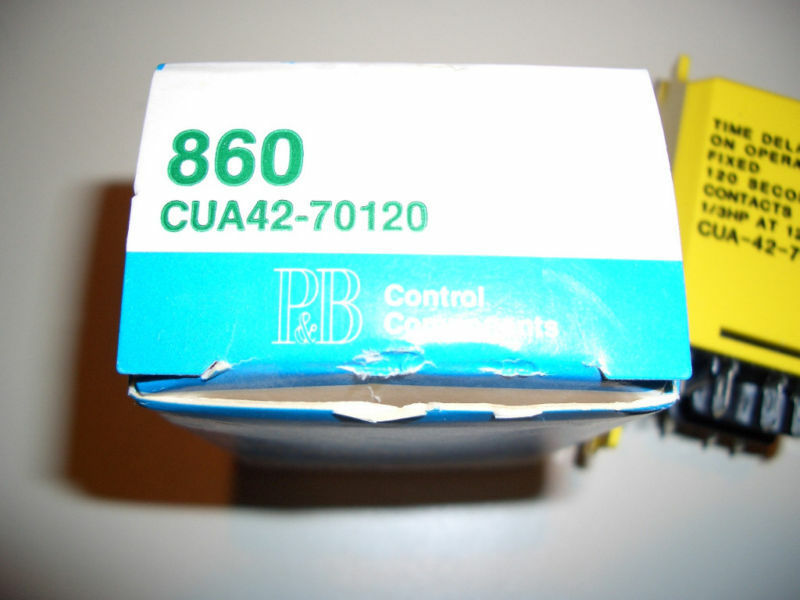 860
CUA42-70120
P&B
Control
Components
TIME DELA
ON OPERA
FIXED
120 SECO
CONTACTS
1/3HP AT 12
CUA-42-7